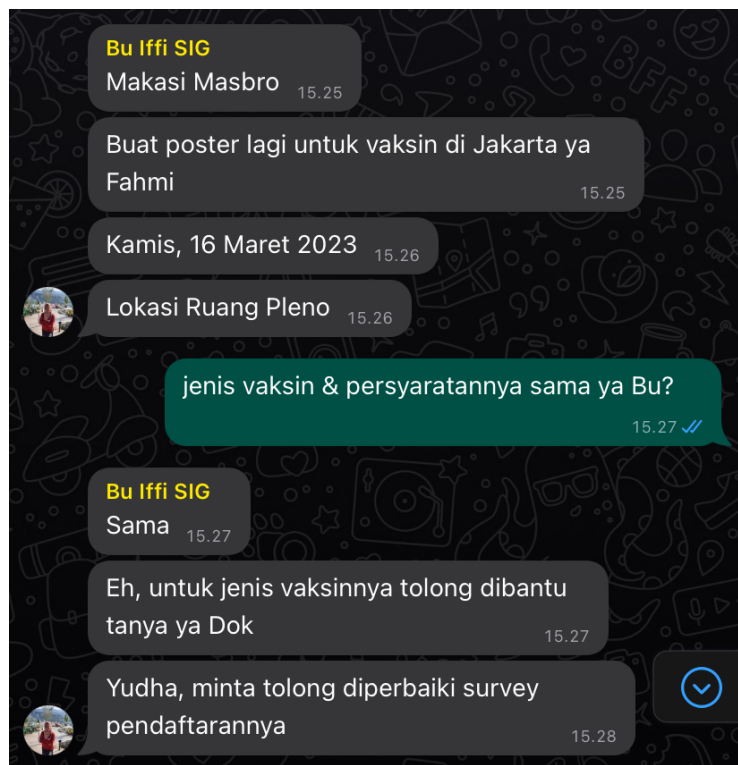 Bu Iffi SIG
Makasi Masbro 15.25
Buat poster lagi untuk vaksin di Jakarta ya
Fahmi 15.25
Kamis, 16 Maret 2023 15.26
Lokasi Ruang Pleno 15.26
jenis vaksin & persyaratannya sama ya Bu?
15.27
Bu Iffi SIG
Sama 15.27
Eh, untuk jenis vaksinnya tolong dibantu
tanya ya Dok 15.27
Yudha, minta tolong diperbaiki survey
pendaftarannya 15.28